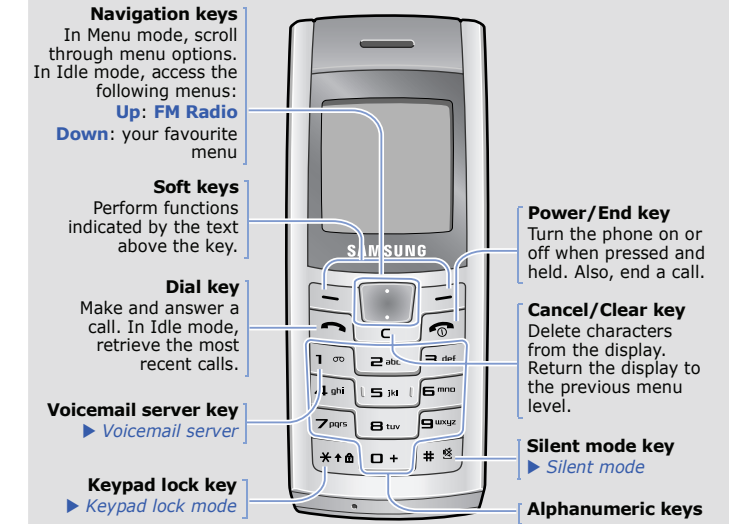 Navigation keys
In Menu mode, scroll
through menu options.
In Idle mode, access the
following menus:
Up: FM Radio
Down: your favourite
menu
Soft keys
Perform functions
indicated by the text
above the key.
Dial key
Make and answer a
call. In Idle mode,
retrieve the most
recent calls.
Voicemail server key
▶ Voicemail server
Keypad lock key
▶ Keypad lock mode
SAMSUNG
C
1
2 abc
3 def
4 ghi
5 jkl
6 mno
7 pqrs
8 tuv
9 wxyz
*
0 +
#
Power/End key
Turn the phone on or
off when pressed and
held. Also, end a call.
Cancel/Clear key
Delete characters
from the display.
Return the display to
the previous menu
level.
Silent mode key
▶ Silent mode
Alphanumeric keys